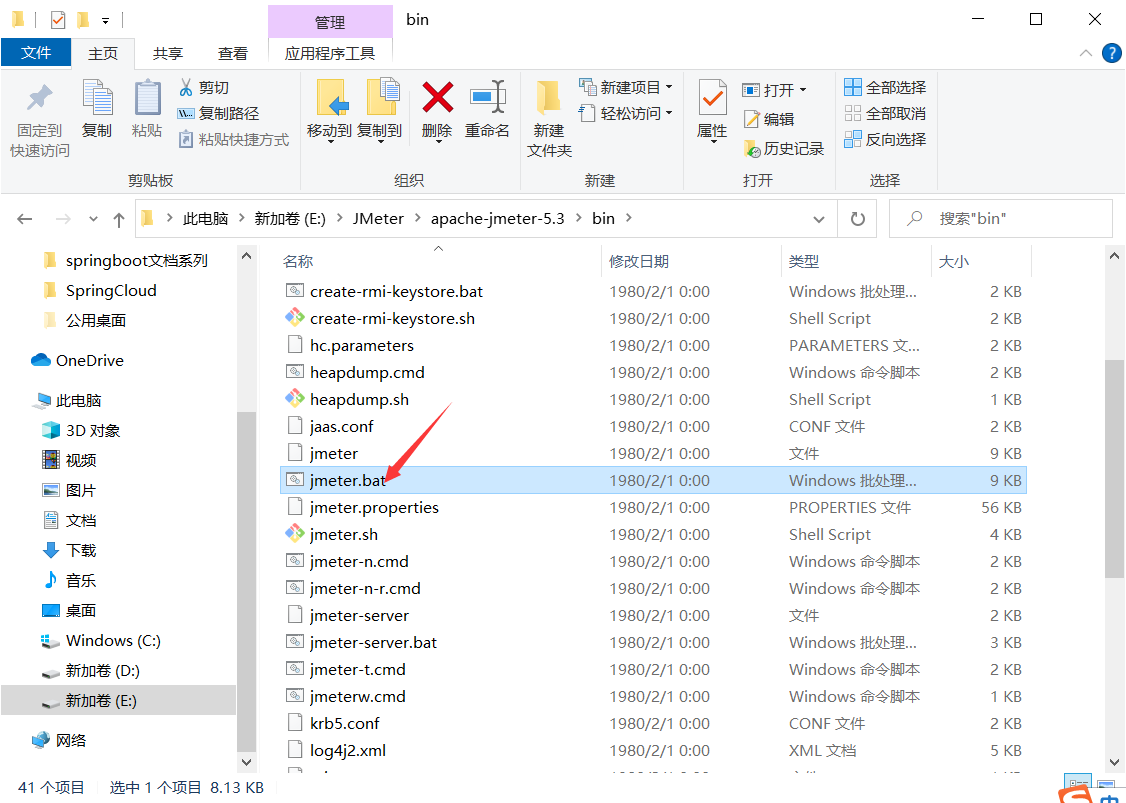 管理
bin
文件
主页
共享
查看
应用程序工具
?
固定到
快速访问
复制
粘贴
剪切
复制路径
粘贴快捷方式
剪贴板
移动到
复制到
删除
重命名
组织
新建
文件夹
新建项目
轻松访问
新建
属性
打开
编辑
历史记录
打开
全部选择
全部取消
反向选择
选择
此电脑 新加卷 (E:) JMeter apache-jmeter-5.3 bin
搜索"bin"
springboot文档系列
SpringCloud
公用桌面
OneDrive
此电脑
3D 对象
视频
图片
文档
下载
音乐
桌面
Windows (C:)
新加卷 (D:)
新加卷 (E:)
网络
名称 修改日期 类型 大小
create-rmi-keystore.bat 1980/2/1 0:00 Windows 批处理... 2 KB
create-rmi-keystore.sh 1980/2/1 0:00 Shell Script 2 KB
hc.parameters 1980/2/1 0:00 PARAMETERS 文... 2 KB
heapdump.cmd 1980/2/1 0:00 Windows 命令脚本 2 KB
heapdump.sh 1980/2/1 0:00 Shell Script 1 KB
jaas.conf 1980/2/1 0:00 CONF 文件 2 KB
jmeter 1980/2/1 0:00 文件 9 KB
jmeter.bat 1980/2/1 0:00 Windows 批处理... 9 KB
jmeter.properties 1980/2/1 0:00 PROPERTIES 文件 56 KB
jmeter.sh 1980/2/1 0:00 Shell Script 4 KB
jmeter-n.cmd 1980/2/1 0:00 Windows 命令脚本 2 KB
jmeter-n-r.cmd 1980/2/1 0:00 Windows 命令脚本 2 KB
jmeter-server 1980/2/1 0:00 文件 2 KB
jmeter-server.bat 1980/2/1 0:00 Windows 批处理... 3 KB
jmeter-t.cmd 1980/2/1 0:00 Windows 命令脚本 2 KB
jmeterw.cmd 1980/2/1 0:00 Windows 命令脚本 1 KB
krb5.conf 1980/2/1 0:00 CONF 文件 2 KB
log4j2.xml 1980/2/1 0:00 XML 文档 5 KB
41 个项目 选中 1 个项目 8.13 KB